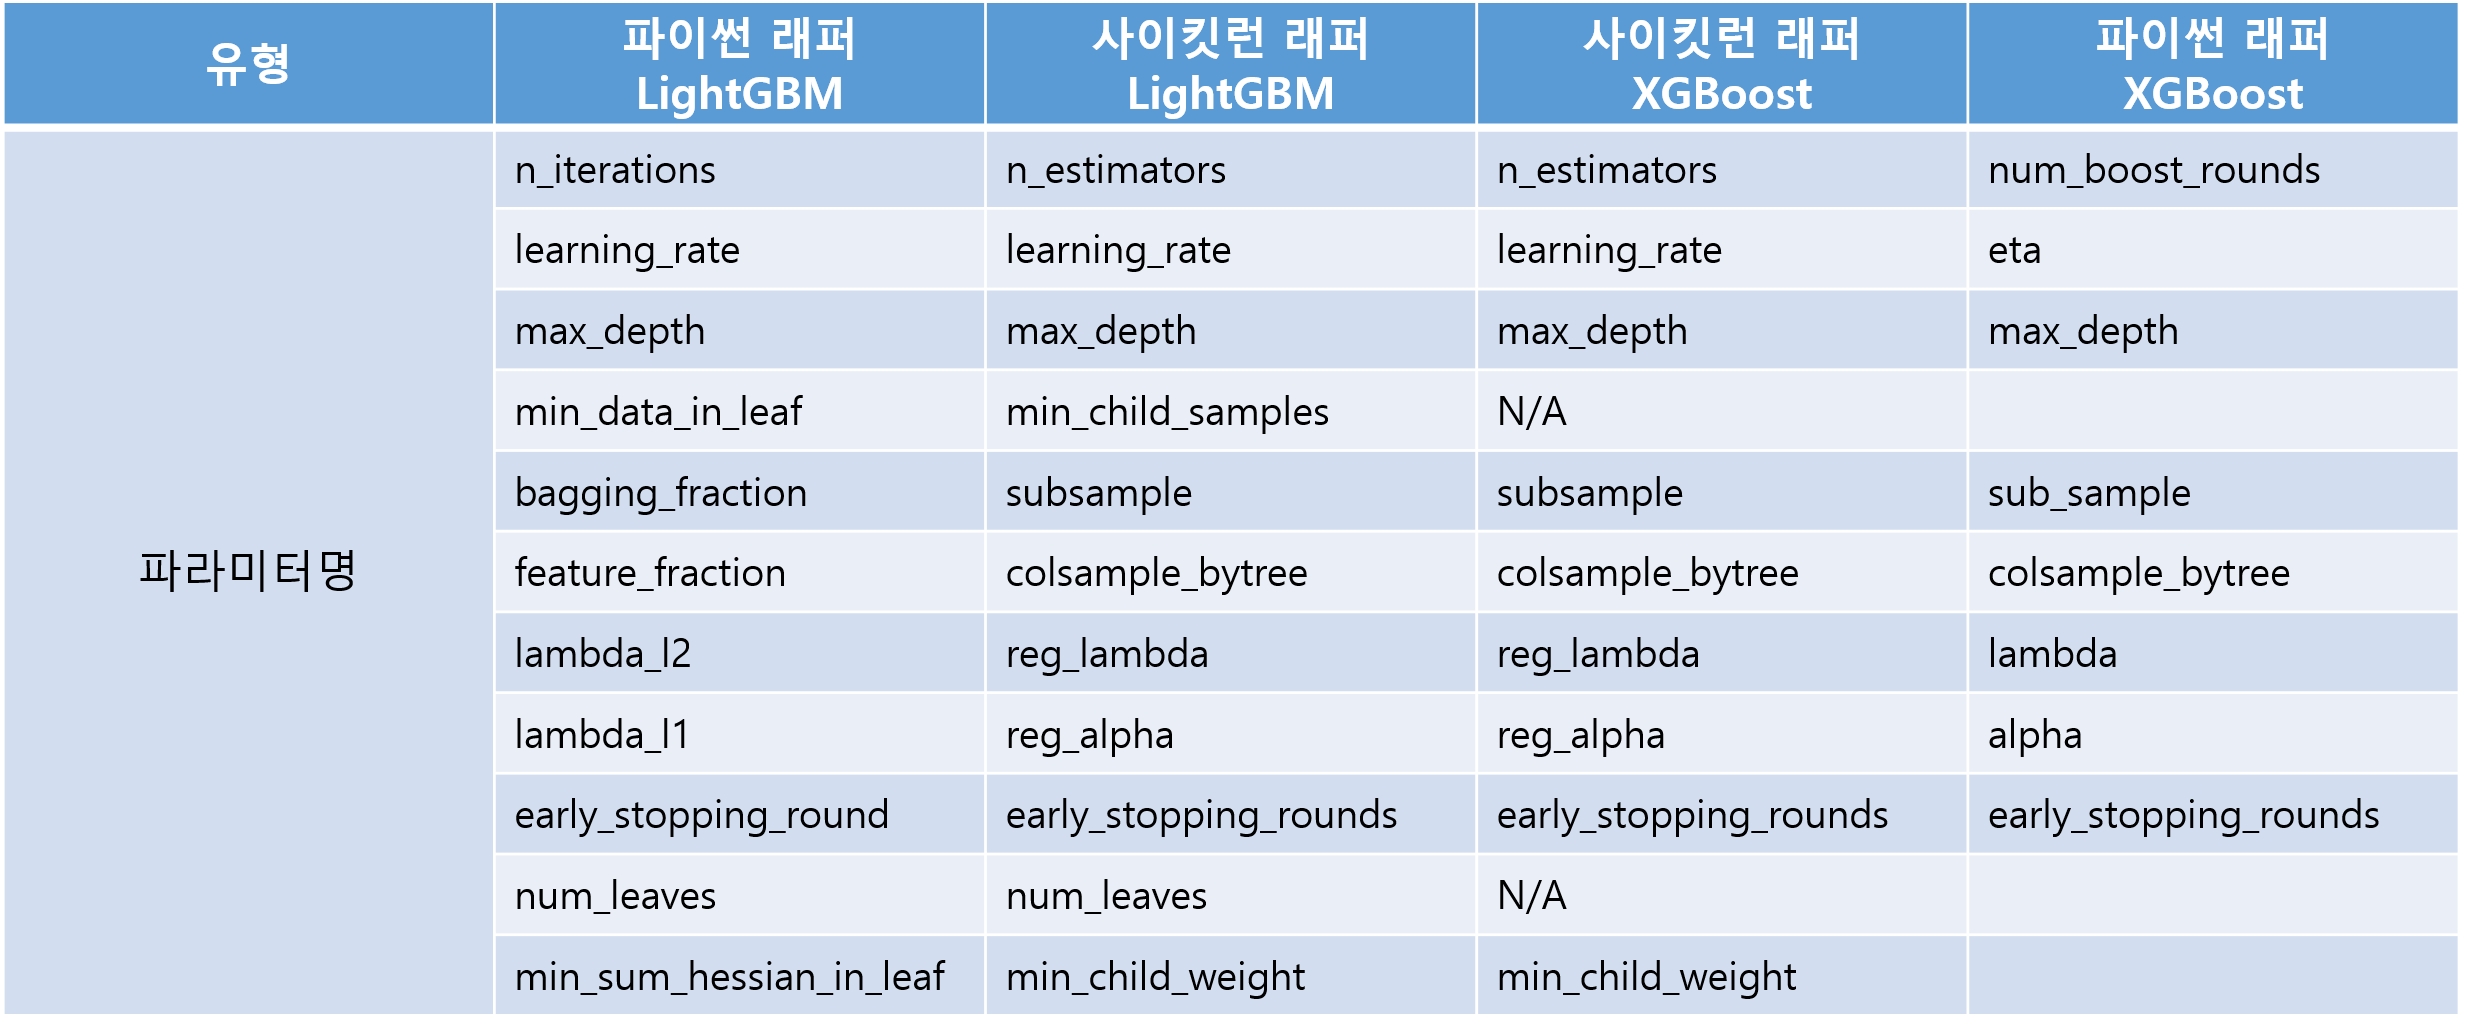 유형
파이썬 래퍼
LightGBM
사이킷런 래퍼
LightGBM
사이킷런 래퍼
XGBoost
파이썬 래퍼
XGBoost
파라미터명
n_iterations n_estimators n_estimators num_boost_rounds
learning_rate learning_rate learning_rate eta
max_depth max_depth max_depth max_depth
min_data_in_leaf min_child_samples N/A
bagging_fraction subsample subsample sub_sample
feature_fraction colsample_bytree colsample_bytree colsample_bytree
lambda_l2 reg_lambda reg_lambda lambda
lambda_l1 reg_alpha reg_alpha alpha
early_stopping_round early_stopping_rounds early_stopping_rounds early_stopping_rounds
num_leaves num_leaves N/A
min_sum_hessian_in_leaf min_child_weight min_child_weight